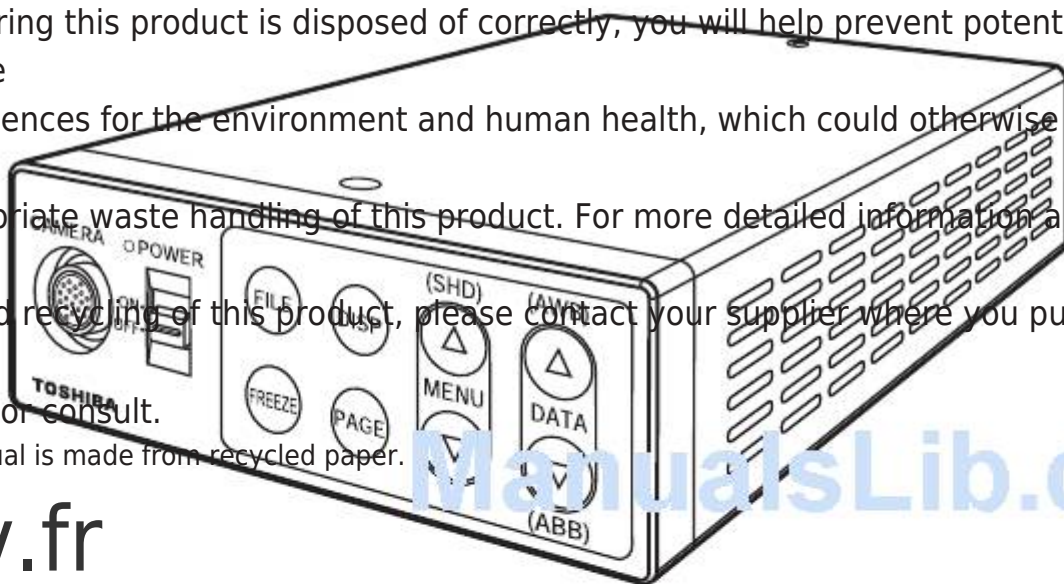 ring this product is disposed of correctly, you will help prevent potent
e
ences for the environment and human health, which could otherwise
priate waste handling of this product. For more detailed information a
CAMERA
POWER
(SHD)
(AWB)
ON
OFF
FILE
DISP
d recycling of this product, please contact your supplier where you pu
MENU
DATA
TOSHIBA
FREEZE
PAGE
or consult.
ual is made from recycled paper.
ManualsLib.c
(ABB)
y.fr